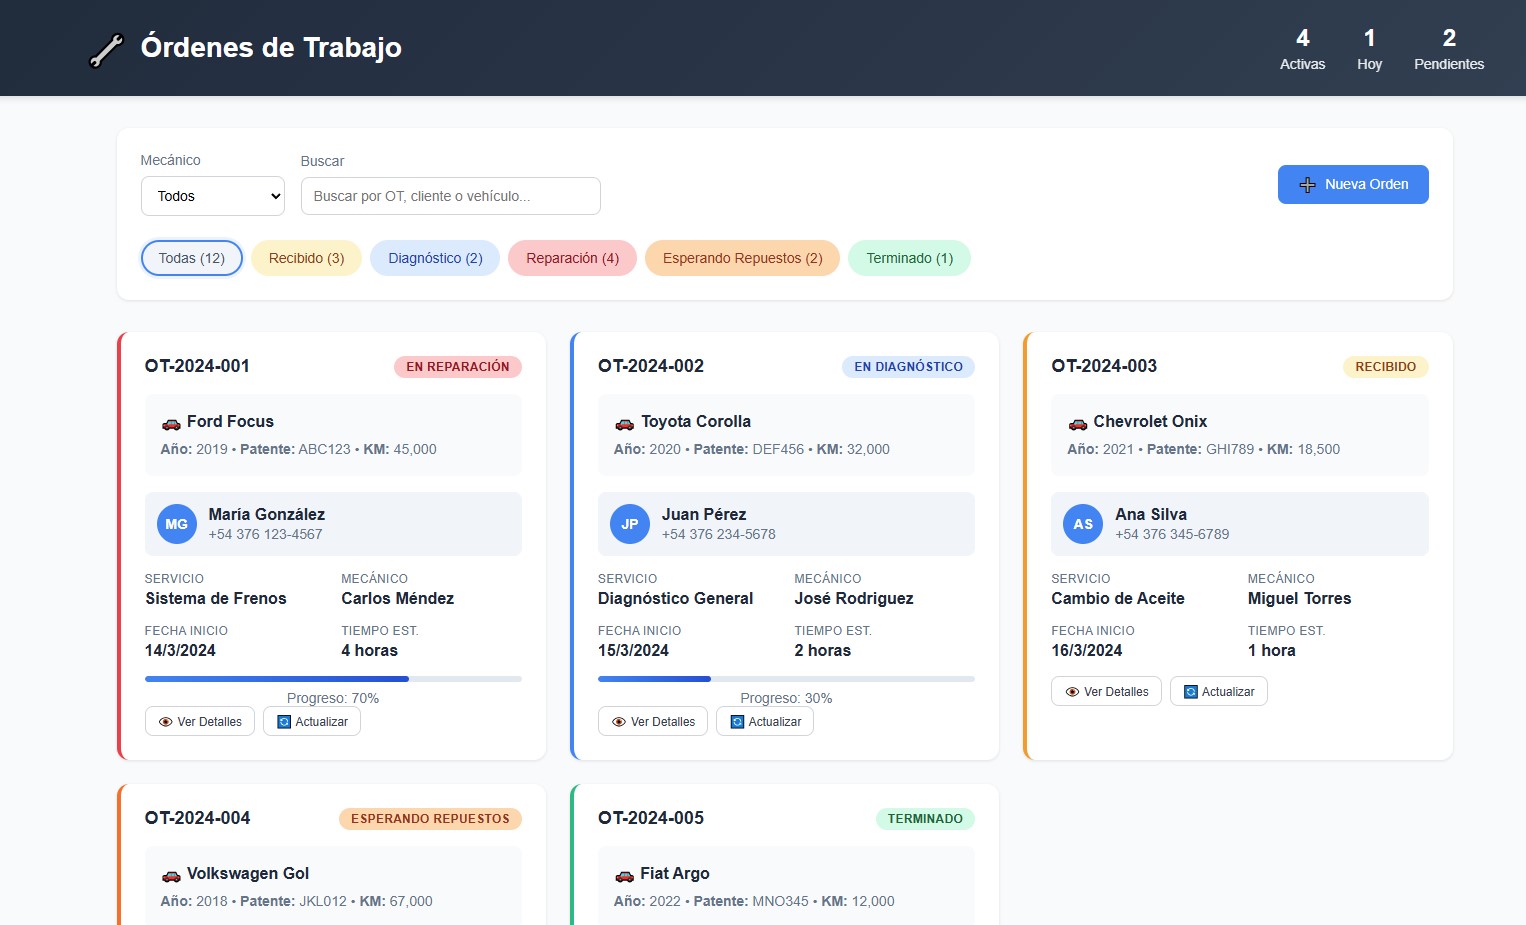 Órdenes de Trabajo
4 1 2
Activas Hoy Pendientes
Mecánico Buscar
Todos Buscar por OT, cliente o vehículo... Nueva Orden
Todas (12) Recibido (3) Diagnóstico (2) Reparación (4) Esperando Repuestos (2) Terminado (1)
OT-2024-001 EN REPARACIÓN
Ford Focus
Año: 2019 • Patente: ABC123 • KM: 45,000
MG María González
+54 376 123-4567
SERVICIO MECÁNICO
Sistema de Frenos Carlos Méndez
FECHA INICIO TIEMPO EST.
14/3/2024 4 horas
Progreso: 70%
Ver Detalles Actualizar
OT-2024-002 EN DIAGNÓSTICO
Toyota Corolla
Año: 2020 • Patente: DEF456 • KM: 32,000
JP Juan Pérez
+54 376 234-5678
SERVICIO MECÁNICO
Diagnóstico General José Rodriguez
FECHA INICIO TIEMPO EST.
15/3/2024 2 horas
Progreso: 30%
Ver Detalles Actualizar
OT-2024-003 RECIBIDO
Chevrolet Onix
Año: 2021 • Patente: GHI789 • KM: 18,500
AS Ana Silva
+54 376 345-6789
SERVICIO MECÁNICO
Cambio de Aceite Miguel Torres
FECHA INICIO TIEMPO EST.
16/3/2024 1 hora
Ver Detalles Actualizar
OT-2024-004 ESPERANDO REPUESTOS
Volkswagen Gol
Año: 2018 • Patente: JKL012 • KM: 67,000
OT-2024-005 TERMINADO
Fiat Argo
Año: 2022 • Patente: MNO345 • KM: 12,000